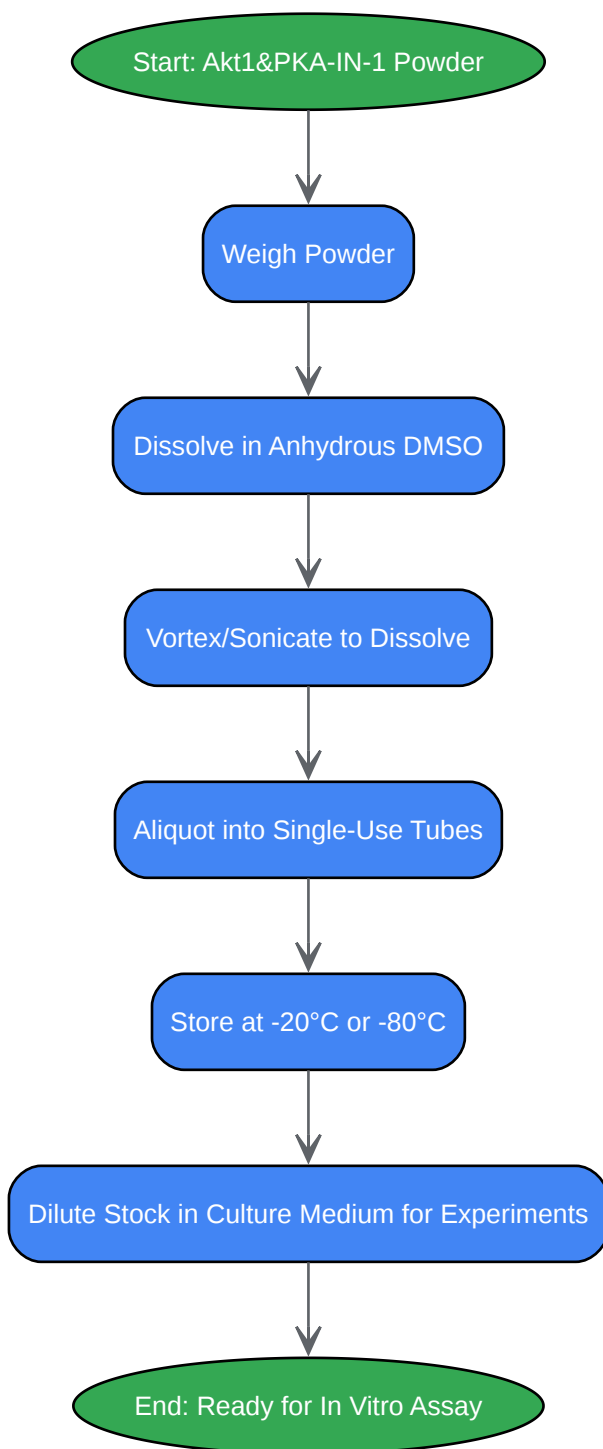 Start: Akt1&PKA-IN-1 Powder
Weigh Powder
Dissolve in Anhydrous DMSO
Vortex/Sonicate to Dissolve
Aliquot into Single-Use Tubes
Store at -20°C or -80°C
Dilute Stock in Culture Medium for Experiments
End: Ready for In Vitro Assay